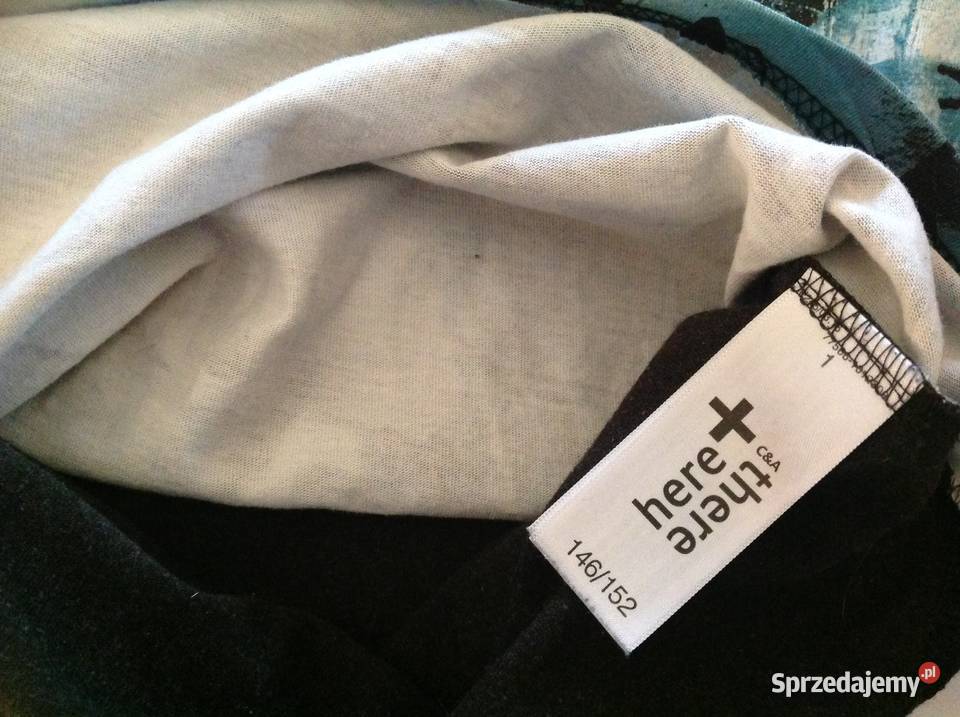 1
here
there
C&A
146/152
Sprzedajemy.pl